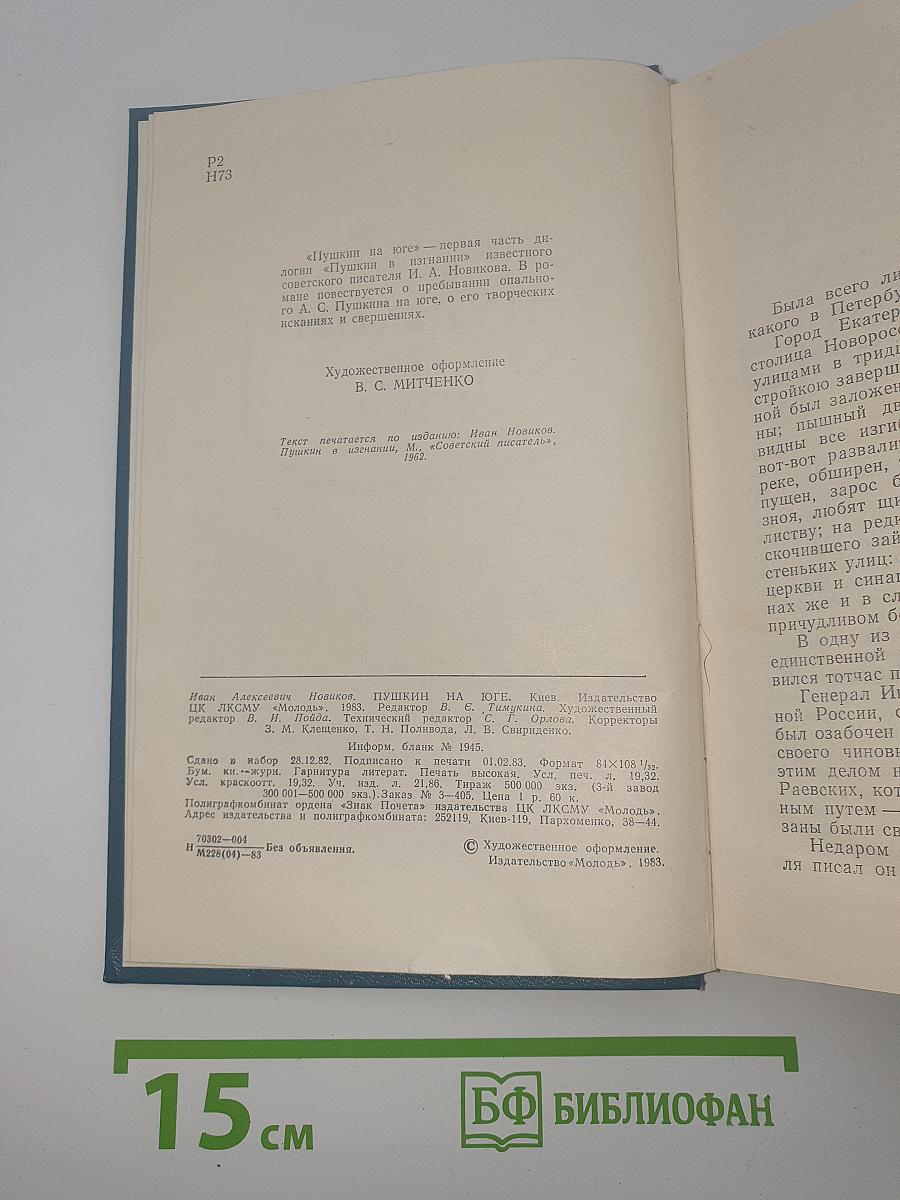 Р2
Н73
«Пушкин на юге» — первая часть ди-
логии «Пушкин в изгнании» известного
советского писателя И. А. Новикова. В ро-
мане повествуется о пребывании опально-
го А. С. Пушкина на юге, о его творческих
исканиях и свершениях.
Художественное оформление
В. С. МИТЧЕНКО
Текст печатается по изданию: Иван Новиков.
Пушкин в изгнании, М., «Советский писатель»,
1962.
Иван Алексеевич Новиков. ПУШКИН НА ЮГЕ. Киев. Издательство
ЦК ЛКСМУ «Молодь». 1983. Редактор В. Є. Тимукина. Художественный
редактор В. И. Пойда. Технический редактор С. Г. Орлова. Корректоры
З. М. Клещенко, Т. Н. Поливода, Л. В. Свириденко.
Информ. бланк № 1945.
Сдано в набор 28.12.82. Подписано к печати 01.02.83. Формат 84×108 1/32.
Бум. кн.-журн. Гарнитура литерат. Печать высокая. Усл. печ. л. 19,32.
Усл. краскоотт. 19,32. Уч. изд. л. 21,86. Тираж 500 000 экз. (3-й завод
300 001—500 000 экз.). Заказ № 3—405. Цена 1 р. 60 к.
Полиграфкомбинат ордена «Знак Почета» издательства ЦК ЛКСМУ «Молодь».
Адрес издательства и полиграфкомбината: 252119, Киев-119, Пархоменко, 38—44.
Н 70302—004
М228(04)—83 Без объявления.
© Художественное оформление.
Издательство «Молодь», 1983.
Была всего ли
какого в Петербу
Город Екатер
столица Новоросс
улицами в тридц
стройкою заверш
ной был заложен
ны; пышный дв
видны все изгиб
вот-вот развалит
реке, обширен,
пущен, зарос б
зноя, любят щи
листву; на редк
скочившего зай
стеньких улиц:
церкви и синаг
нах же и в сл
причудливом бе
В одну из
единственной
вился тотчас п
Генерал Ин
ной России, с
был озабочен
своего чиновн
этим делом н
Раевских, кот
ным путем —
заны были св
Недаром
ля писал он
15 см
БФ БИБЛИОФАН